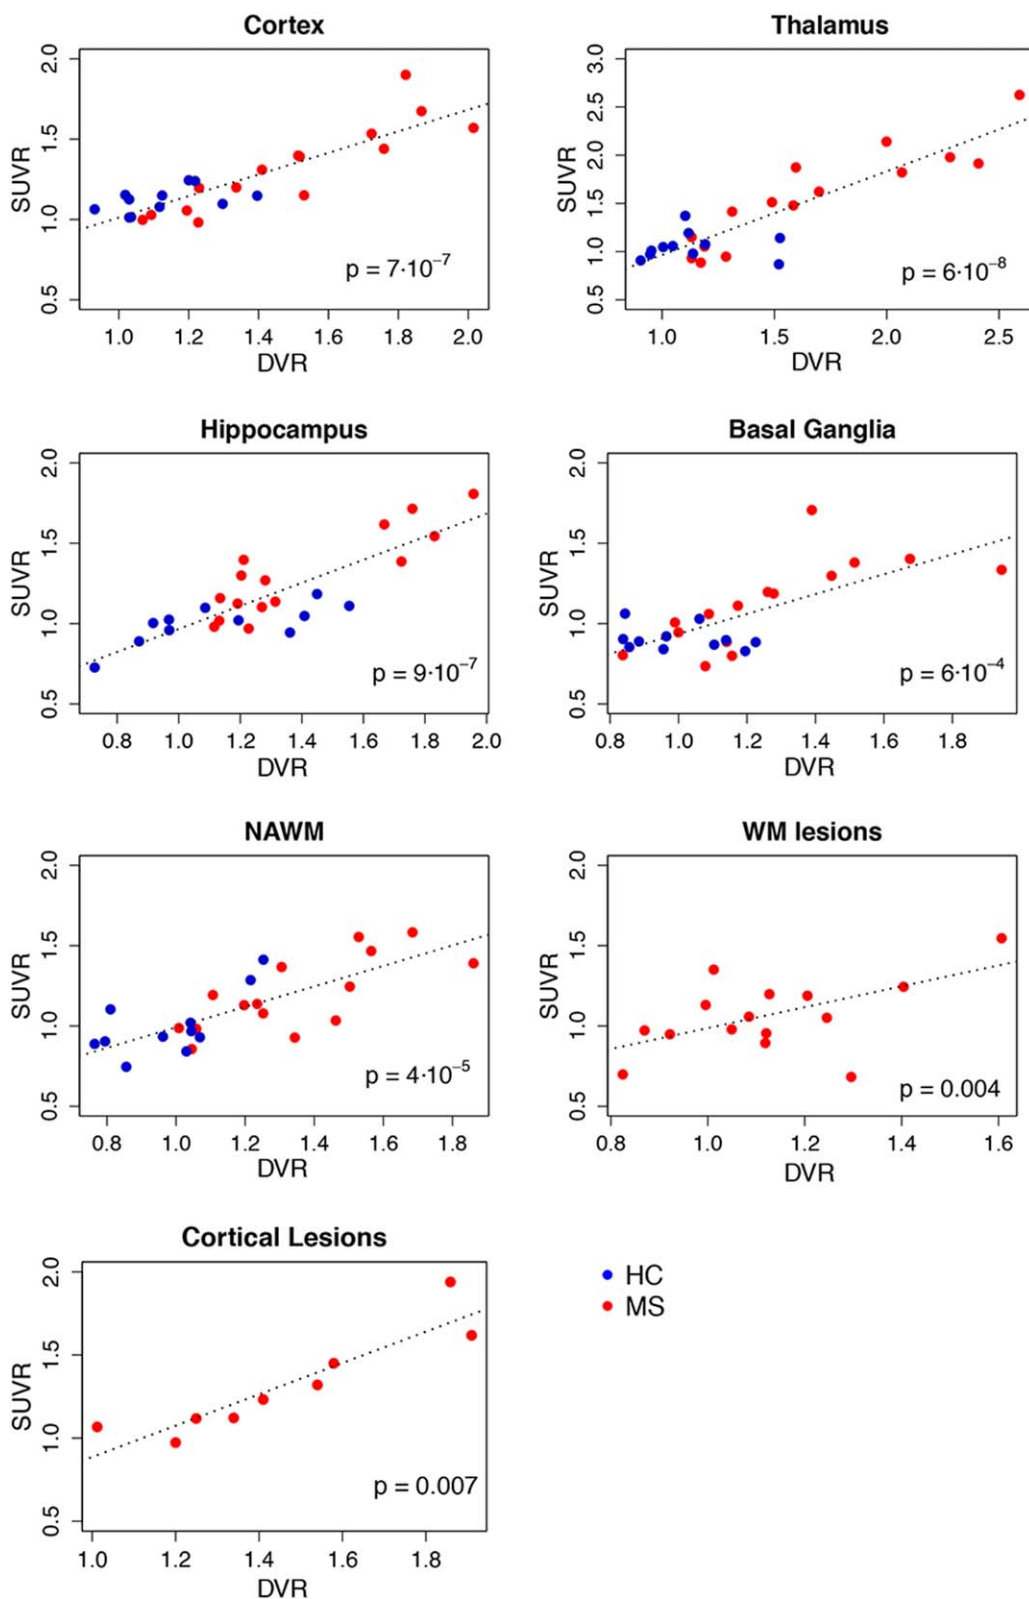 Cortex
SUVR
2.0
1.5
1.0
0.5
p = 7·10⁻⁷
1.0 1.2 1.4 1.6 1.8 2.0
DVR
Thalamus
SUVR
3.0
2.5
2.0
1.5
1.0
0.5
p = 6·10⁻⁸
1.0 1.5 2.0 2.5
DVR
Hippocampus
SUVR
2.0
1.5
1.0
0.5
p = 9·10⁻⁷
0.8 1.0 1.2 1.4 1.6 1.8 2.0
DVR
Basal Ganglia
SUVR
2.0
1.5
1.0
0.5
p = 6·10⁻⁴
0.8 1.0 1.2 1.4 1.6 1.8
DVR
NAWM
SUVR
2.0
1.5
1.0
0.5
p = 4·10⁻⁵
0.8 1.0 1.2 1.4 1.6 1.8
DVR
WM lesions
SUVR
2.0
1.5
1.0
0.5
p = 0.004
0.8 1.0 1.2 1.4 1.6
DVR
Cortical Lesions
SUVR
2.0
1.5
1.0
0.5
p = 0.007
1.0 1.2 1.4 1.6 1.8
DVR
HC
MS